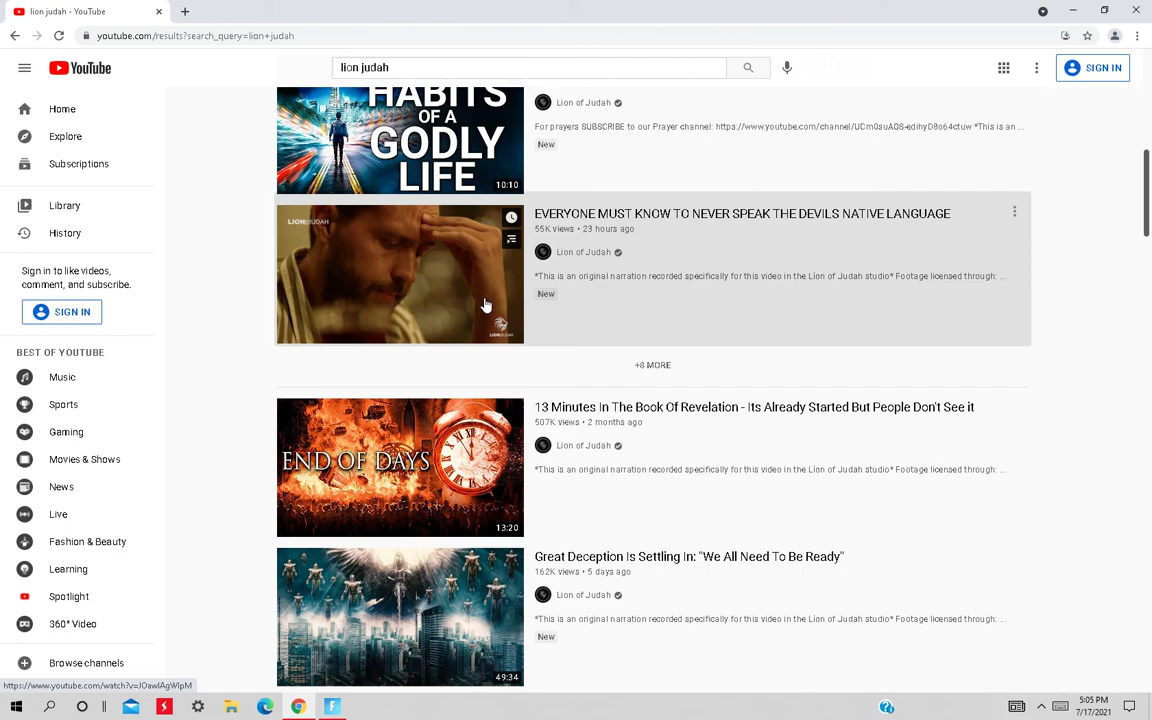 lion judah - YouTube
youtube.com/results?search_query=lion+judah
YouTube
lion judah
SIGN IN
Home
Explore
Subscriptions
Library
History
Sign in to like videos,
comment, and subscribe.
SIGN IN
BEST OF YOUTUBE
Music
Sports
Gaming
Movies & Shows
News
Live
Fashion & Beauty
Learning
Spotlight
360° Video
Browse channels
HABITS
OF A
GODLY
LIFE
10:10
Lion of Judah
For prayers SUBSCRIBE to our Prayer channel: https://www.youtube.com/channel/UCm0suAQS-edihyD8o64ctuw *This is an ...
New
LION JUDAH
LION JUDAH
EVERYONE MUST KNOW TO NEVER SPEAK THE DEVILS NATIVE LANGUAGE
55K views • 23 hours ago
Lion of Judah
*This is an original narration recorded specifically for this video in the Lion of Judah studio* Footage licensed through: ...
New
+8 MORE
END OF DAYS
13:20
13 Minutes In The Book Of Revelation - Its Already Started But People Don't See it
507K views • 2 months ago
Lion of Judah
*This is an original narration recorded specifically for this video in the Lion of Judah studio* Footage licensed through: ...
49:34
Great Deception Is Settling In: "We All Need To Be Ready"
162K views • 5 days ago
Lion of Judah
*This is an original narration recorded specifically for this video in the Lion of Judah studio* Footage licensed through: ...
New
https://www.youtube.com/watch?v=JOawlAgWIpM
5:05 PM
7/17/2021